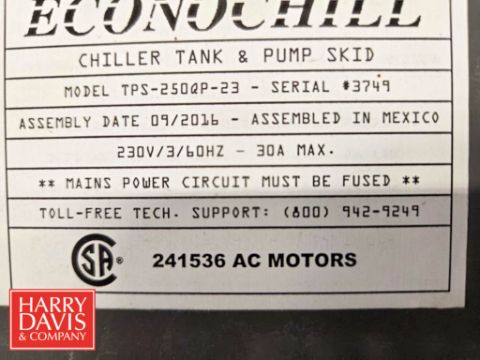 ECONOCHILL
CHILLER TANK & PUMP SKID
MODEL TPS-250QP-23 - SERIAL #3749
ASSEMBLY DATE 09/2016 - ASSEMBLED IN MEXICO
230V/3/60HZ - 30A MAX.
** MAINS POWER CIRCUIT MUST BE FUSED **
TOLL-FREE TECH. SUPPORT: (800) 942-9249
CSA 241536 AC MOTORS
HARRY
DAVIS
& COMPANY